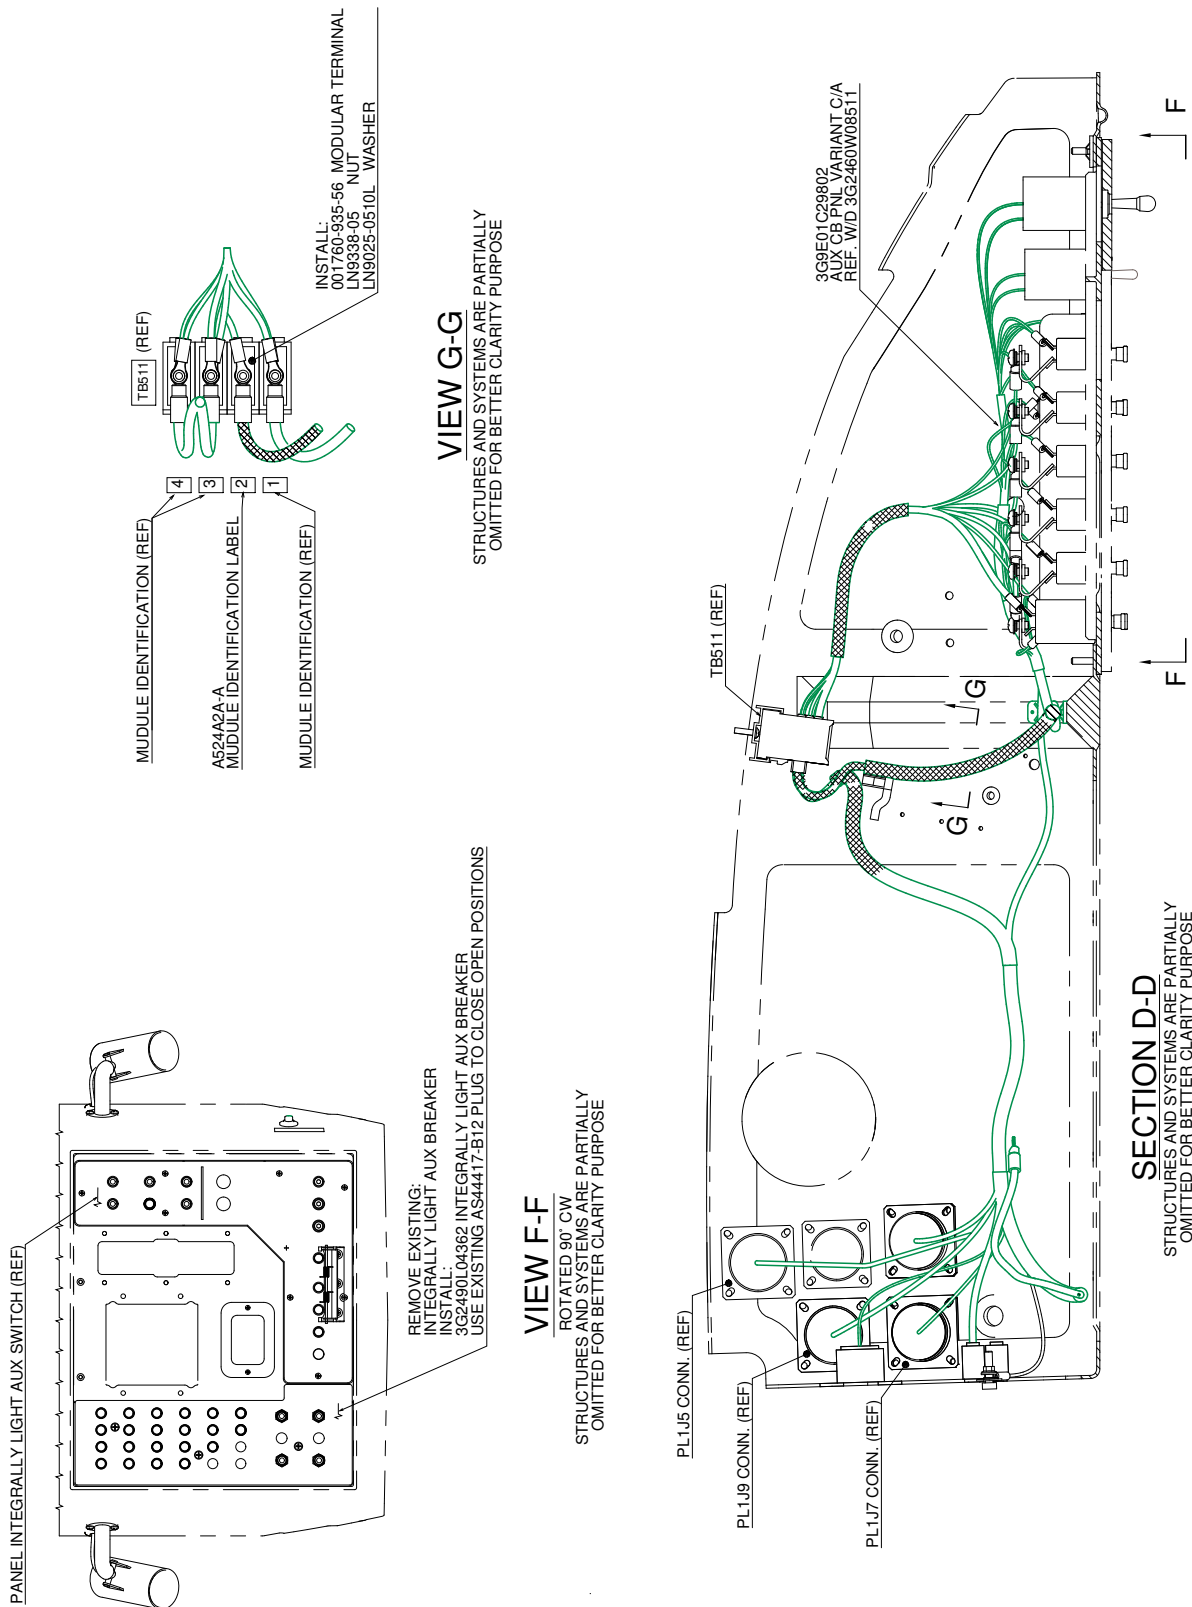 PANEL INTEGRALLY LIGHT AUX SWITCH (REF)
REMOVE EXISTING:
INTEGRALLY LIGHT AUX BREAKER
INSTALL:
3G2490L04362 INTEGRALLY LIGHT AUX BREAKER
USE EXISTING AS44417-B12 PLUG TO CLOSE OPEN POSITIONS
VIEW F-F
ROTATED 90° CW
STRUCTURES AND SYSTEMS ARE PARTIALLY
OMITTED FOR BETTER CLARITY PURPOSE
MUDULE IDENTIFICATION (REF)
A524A2A-A
MUDULE IDENTIFICATION LABEL
MUDULE IDENTIFICATION (REF)
4
3
2
1
TB511 (REF)
INSTALL:
001760-935-56 MODULAR TERMINAL
LN9338-05 NUT
LN9025-0510L WASHER
VIEW G-G
STRUCTURES AND SYSTEMS ARE PARTIALLY
OMITTED FOR BETTER CLARITY PURPOSE
PL1J5 CONN. (REF)
PL1J9 CONN. (REF)
PL1J7 CONN. (REF)
TB511 (REF)
G
G
3G9E01C29802
AUX CB PNL VARIANT C/A
REF. W/D 3G2460W08511
F
F
SECTION D-D
STRUCTURES AND SYSTEMS ARE PARTIALLY
OMITTED FOR BETTER CLARITY PURPOSE